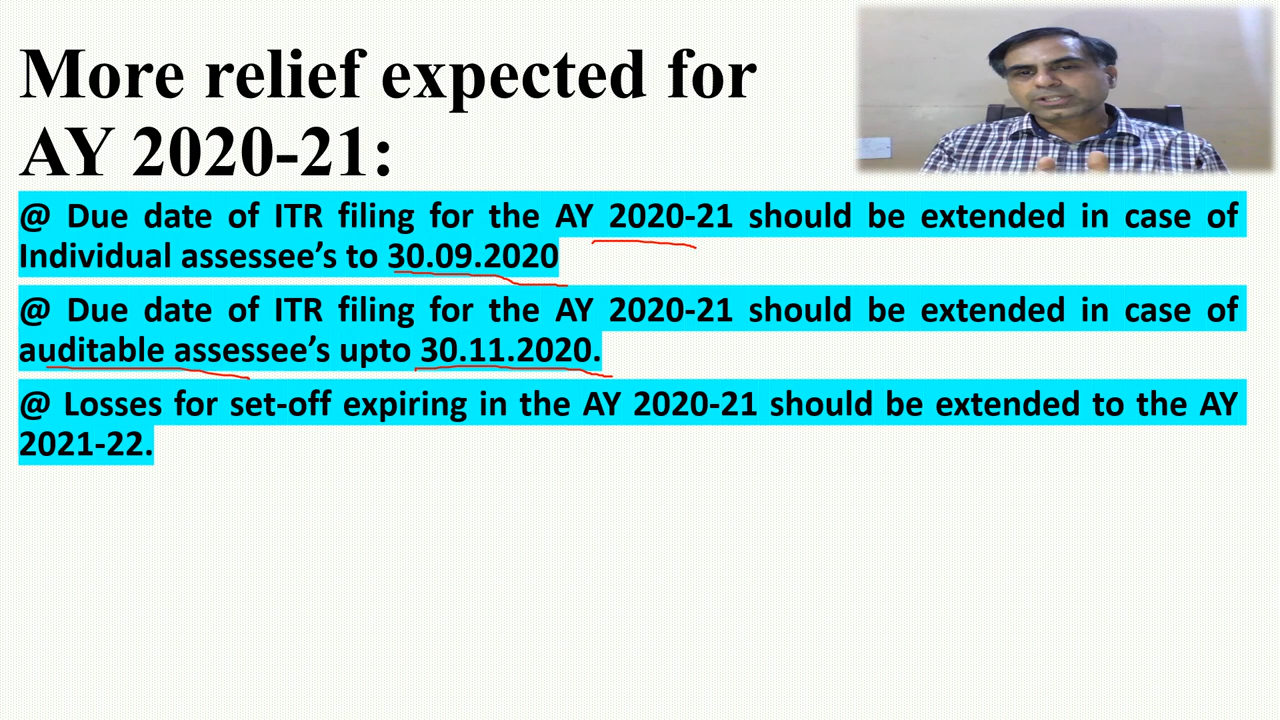 More relief expected for
AY 2020-21:
@ Due date of ITR filing for the AY 2020-21 should be extended in case of
Individual assessee’s to 30.09.2020
@ Due date of ITR filing for the AY 2020-21 should be extended in case of
auditable assessee’s upto 30.11.2020.
@ Losses for set-off expiring in the AY 2020-21 should be extended to the AY
2021-22.